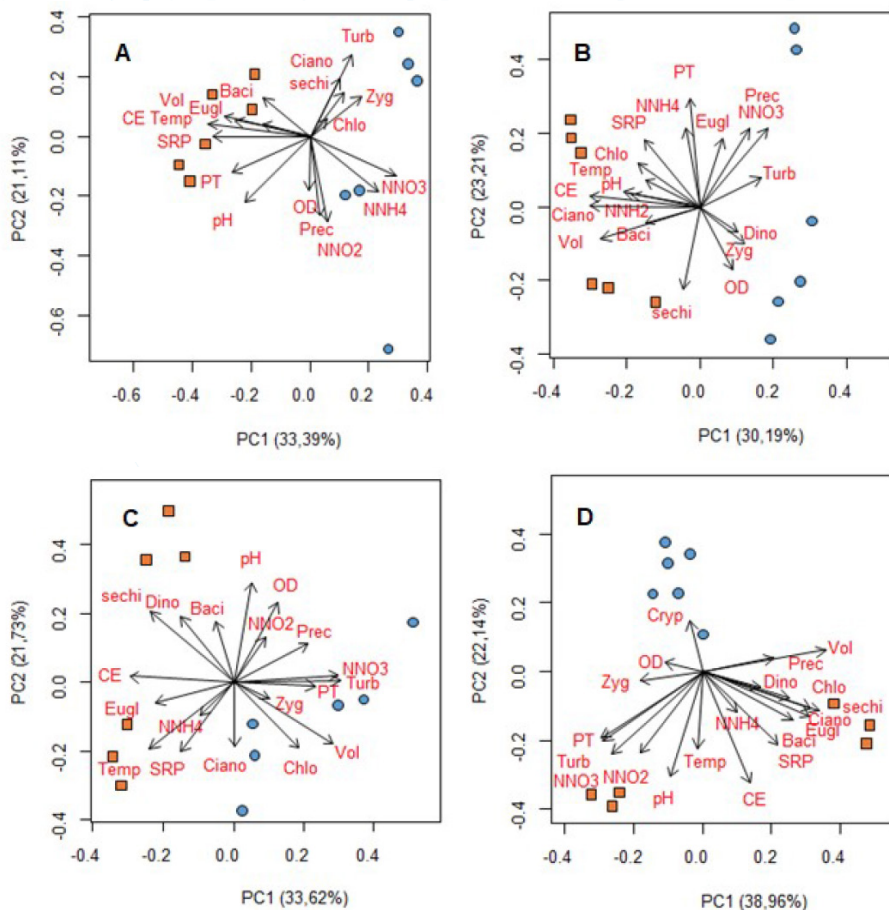 A
Turb
Ciano
sechi
Baci
Vol
Eugl
Zyg
CE Temp
Chlo
SRP
PT
NNO3
pH
OD
NNH4
Prec
NNO2
0.4
0.2
0.0
-0.2
-0.4
-0.6
PC2 (21,11%)
-0.6 -0.4 -0.2 0.0 0.2 0.4
PC1 (33,39%)
B
PT
Prec
NNH4
NNO3
SRP
Eugl
Chlo
Temp
Turb
CE
pH
Ciano
NNH2
Baci
Dino
Vol
Zyg
OD
sechi
0.4
0.2
0.0
-0.2
-0.4
PC2 (23,21%)
-0.4 -0.2 0.0 0.2 0.4
PC1 (30,19%)
C
pH
OD
sechi
Dino
Baci
NNO2
Prec
CE
NNO3
Turb
PT
Eugl
Zyg
NNH4
Vol
Temp
SRP
Ciano
Chlo
0.4
0.2
0.0
-0.2
-0.4
PC2 (21,73%)
-0.4 -0.2 0.0 0.2 0.4 0.6
PC1 (33,62%)
D
Cryp
Vol
OD
Prec
Zyg
Dino
Chlo
sechi
NNH4
Ciano
Eugl
PT
Baci
Turb
Temp
SRP
NNO3
NNO2
pH
CE
0.4
0.2
0.0
-0.2
-0.4
PC2 (22,14%)
-0.4 -0.2 0.0 0.2 0.4
PC1 (38,96%)